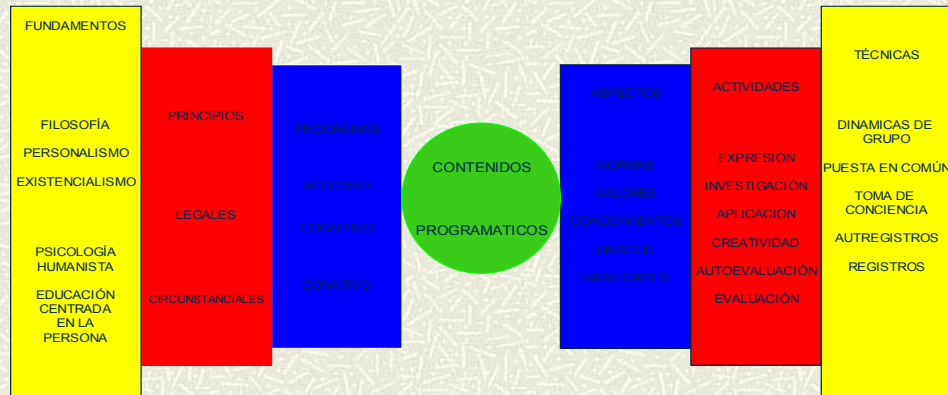 FUNDAMENTOS
FILOSOFÍA
PERSONALISMO
EXISTENCIALISMO
PSICOLOGÍA
HUMANISTA
EDUCACIÓN
CENTRADA
EN LA
PERSONA
PRINCIPIOS
LEGALES
CIRCUNSTANCIALES
PROGRAMAS
AFECTIVO
COGNITIVO
CONATIVO
CONTENIDOS
PROGRAMATICOS
ASPECTOS
NORMAS
VALORES
CONOCIMIENTOS
HABITOS
HABILIDADES
ACTIVIDADES
EXPRESIÓN
INVESTIGACIÓN
APLICACIÓN
CREATIVIDAD
AUTOEVALUACIÓN
EVALUACIÓN
TÉCNICAS
DINAMICAS DE
GRUPO
PUESTA EN COMÚN
TOMA DE
CONCIENCIA
AUTREGISTROS
REGISTROS